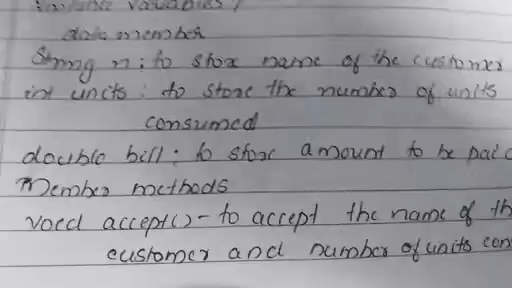 variables /
data member
String n : to store name of the customer
int units : to store the number of units
consumed
double bill : to store amount to be paid
Member methods
void accept() - to accept the name of th
customer and number of units con